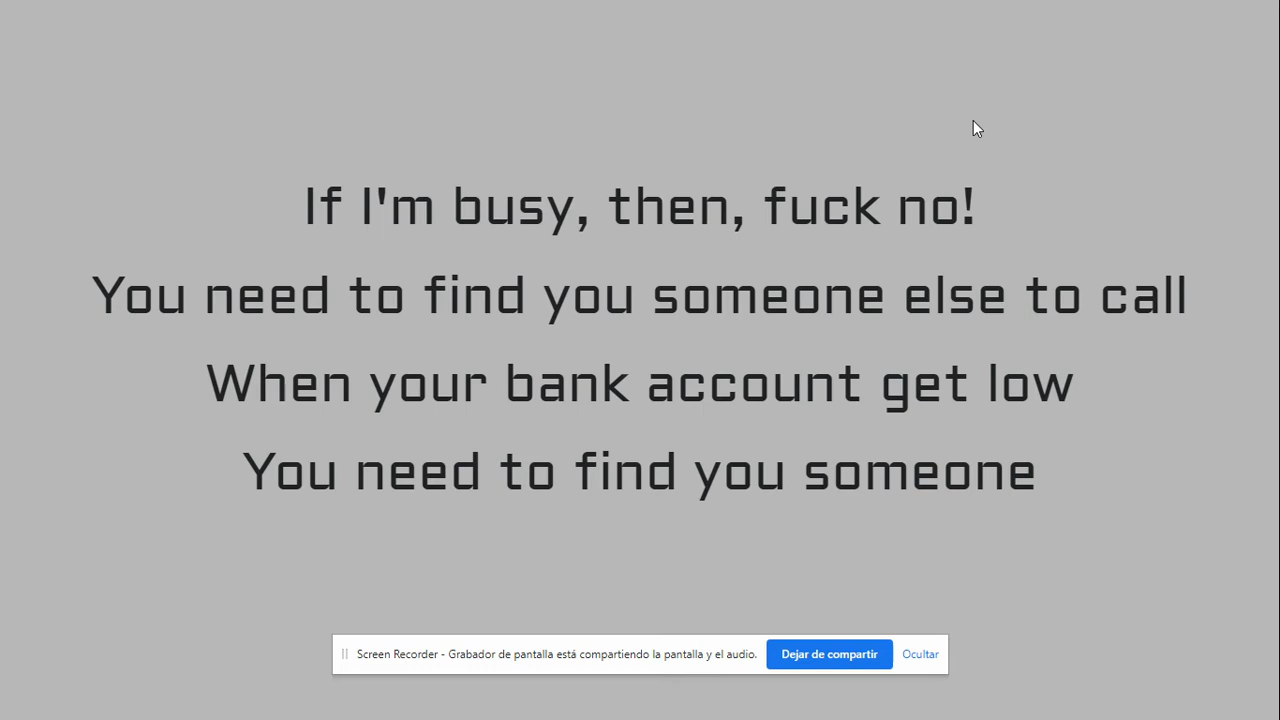 If I'm busy, then, fuck no!
You need to find you someone else to call
When your bank account get low
You need to find you someone
Screen Recorder - Grabador de pantalla está compartiendo la pantalla y el audio. Dejar de compartir Ocultar